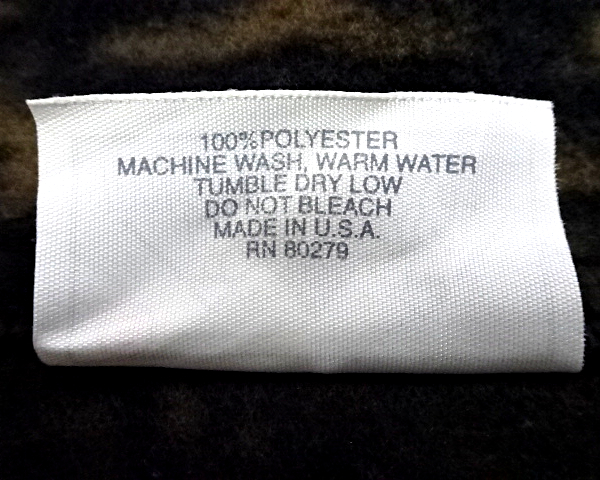 100%POLYESTER
MACHINE WASH, WARM WATER
TUMBLE DRY LOW
DO NOT BLEACH
MADE IN U.S.A.
RN 80279